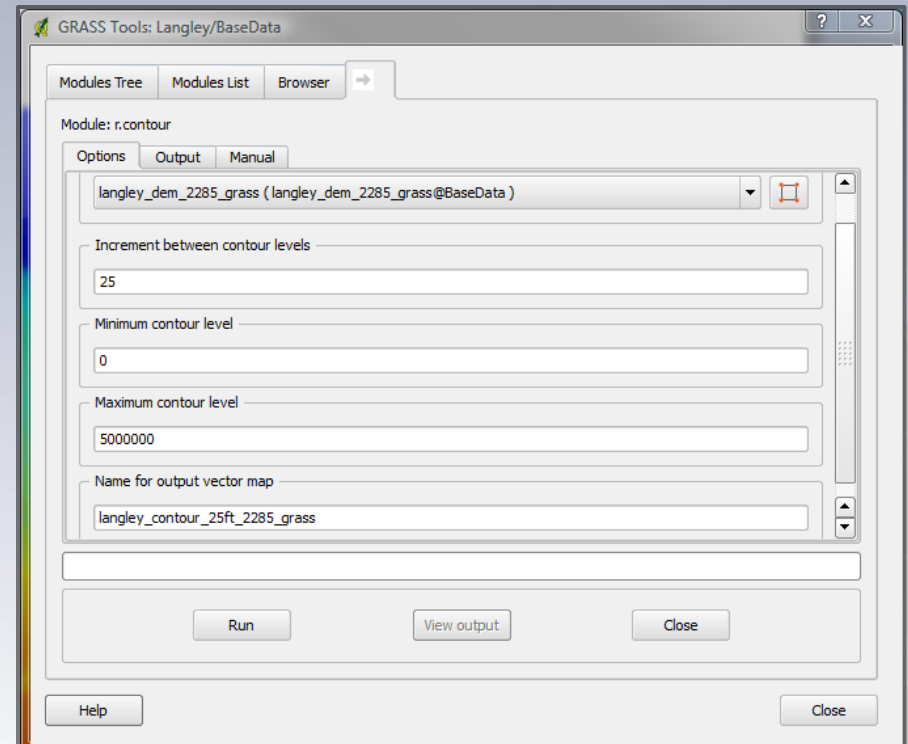 GRASS Tools: Langley/BaseData
Modules Tree Modules List Browser
Module: r.contour
Options Output Manual
langley_dem_2285_grass ( langley_dem_2285_grass@BaseData )
Increment between contour levels
25
Minimum contour level
0
Maximum contour level
5000000
Name for output vector map
langley_contour_25ft_2285_grass
Run View output Close
Help Close